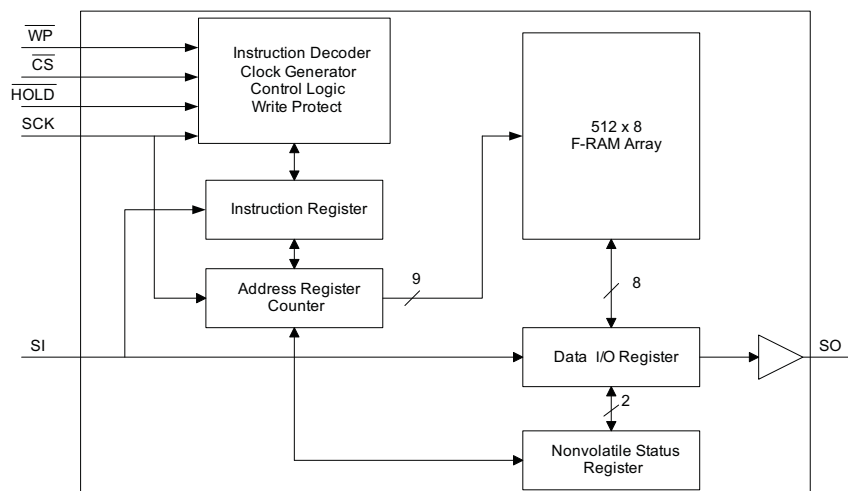 WP
CS
HOLD
SCK
Instruction Decoder
Clock Generator
Control Logic
Write Protect
512 x 8
F-RAM Array
Instruction Register
Address Register
Counter
9
8
SI
Data I/O Register
SO
2
Nonvolatile Status
Register